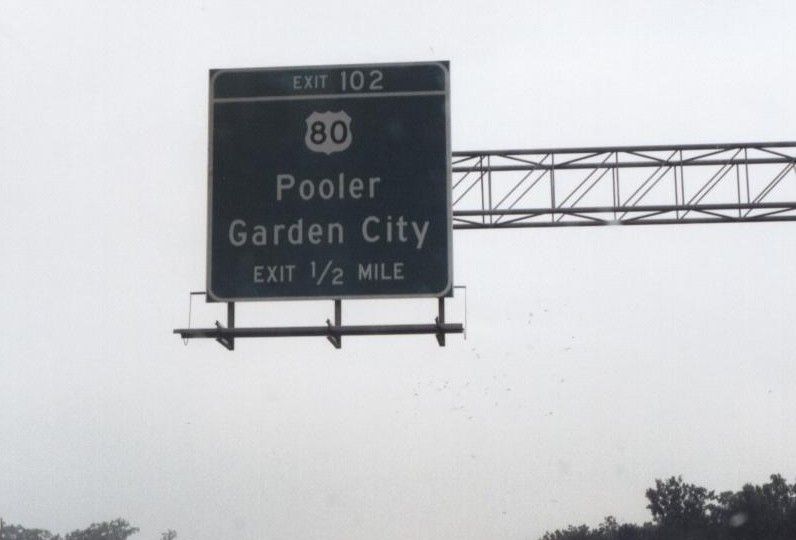 EXIT 102
80
Pooler
Garden City
EXIT 1/2 MILE